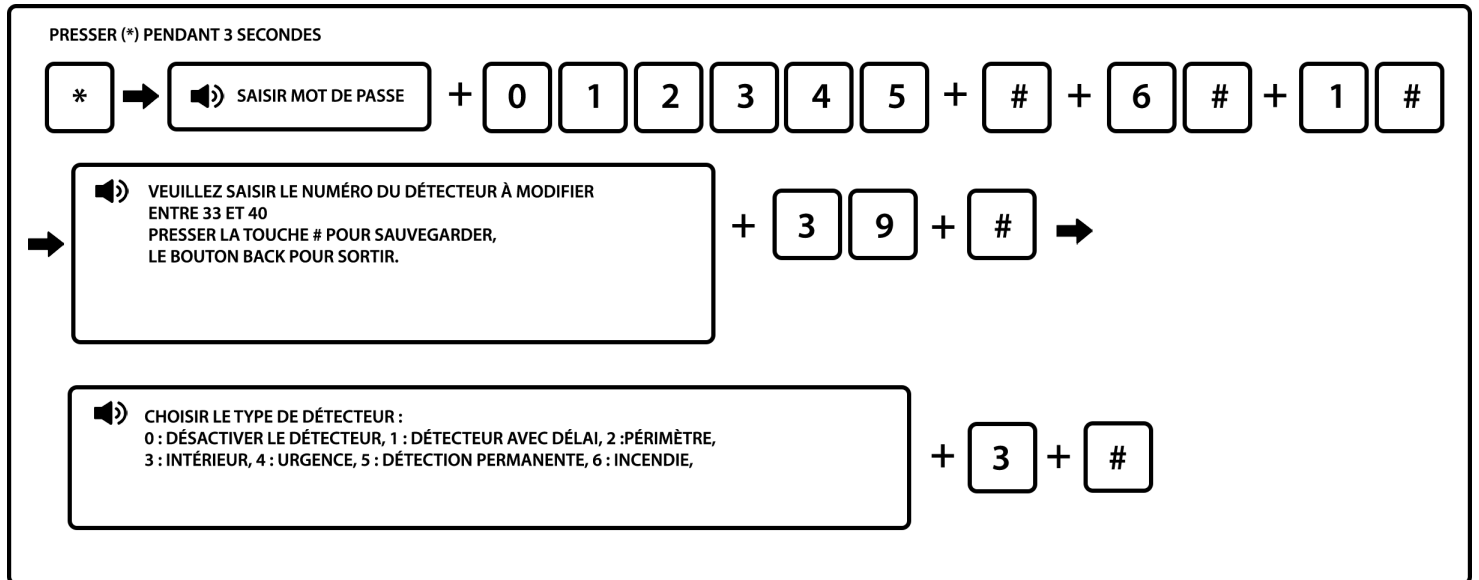 PRESSER (*) PENDANT 3 SECONDES
* SAISIR MOT DE PASSE + 0 1 2 3 4 5 + # + 6 # + 1 #
VEUILLEZ SAISIR LE NUMÉRO DU DÉTECTEUR À MODIFIER
ENTRE 33 ET 40
PRESSER LA TOUCHE # POUR SAUVEGARDER,
LE BOUTON BACK POUR SORTIR.
+ 3 9 + #
CHOISIR LE TYPE DE DÉTECTEUR :
0 : DÉSACTIVER LE DÉTECTEUR, 1 : DÉTECTEUR AVEC DÉLAI, 2 :PÉRIMÈTRE,
3 : INTÉRIEUR, 4 : URGENCE, 5 : DÉTECTION PERMANENTE, 6 : INCENDIE,
+ 3 + #